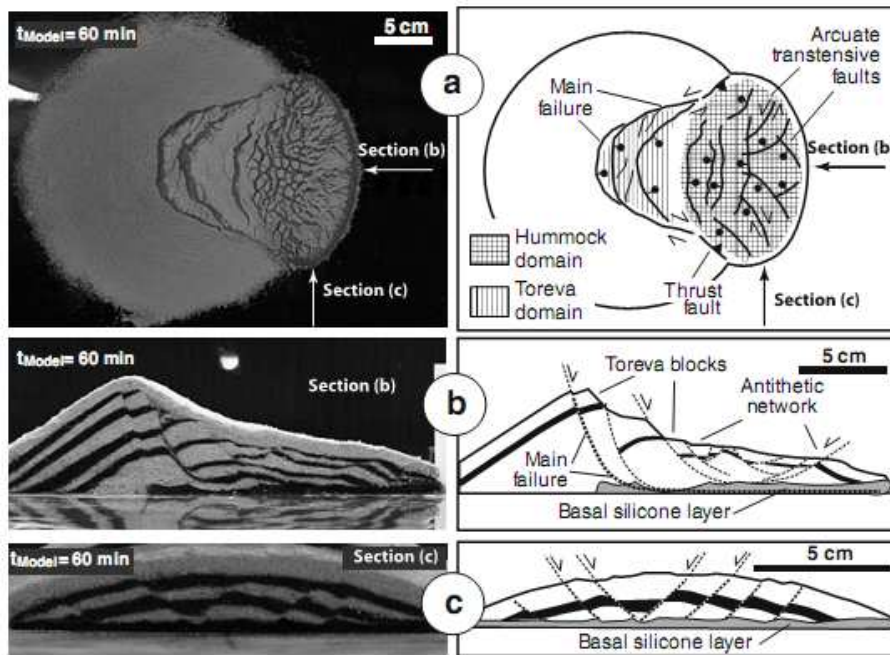 tModel= 60 min
5 cm
Section (b)
Section (c)
a
Arcuate
transtensive
faults
Main
failure
Section (b)
Hummock
domain
Toreva
domain
Thrust
fault
Section (c)
tModel= 60 min
Section (b)
b
5 cm
Toreva blocks
Antithetic
network
Main
failure
Basal silicone layer
tModel= 60 min
Section (c)
c
5 cm
Basal silicone layer